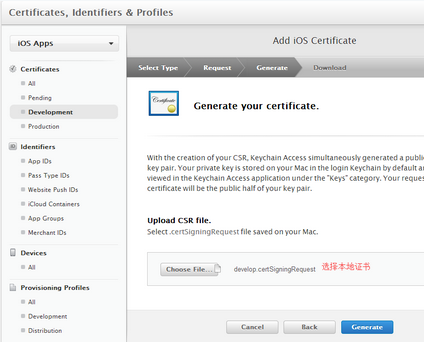 Certificates, Identifiers & Profiles
iOS Apps
Add iOS Certificate
Certificates
All
Pending
Development
Production
Identifiers
App IDs
Pass Type IDs
Website Push IDs
iCloud Containers
App Groups
Merchant IDs
Devices
All
Provisioning Profiles
All
Development
Distribution
Select Type
Request
Generate
Download
Certificate
Generate your certificate.
With the creation of your CSR, Keychain Access simultaneously generated a public
key pair. Your private key is stored on your Mac in the login Keychain by default an
viewed in the Keychain Access application under the "Keys" category. Your reque
certificate will be the public half of your key pair.
Upload CSR file.
Select .certSigningRequest file saved on your Mac.
Choose File...
develop.certSigningRequest
选择本地证书
Cancel
Back
Generate